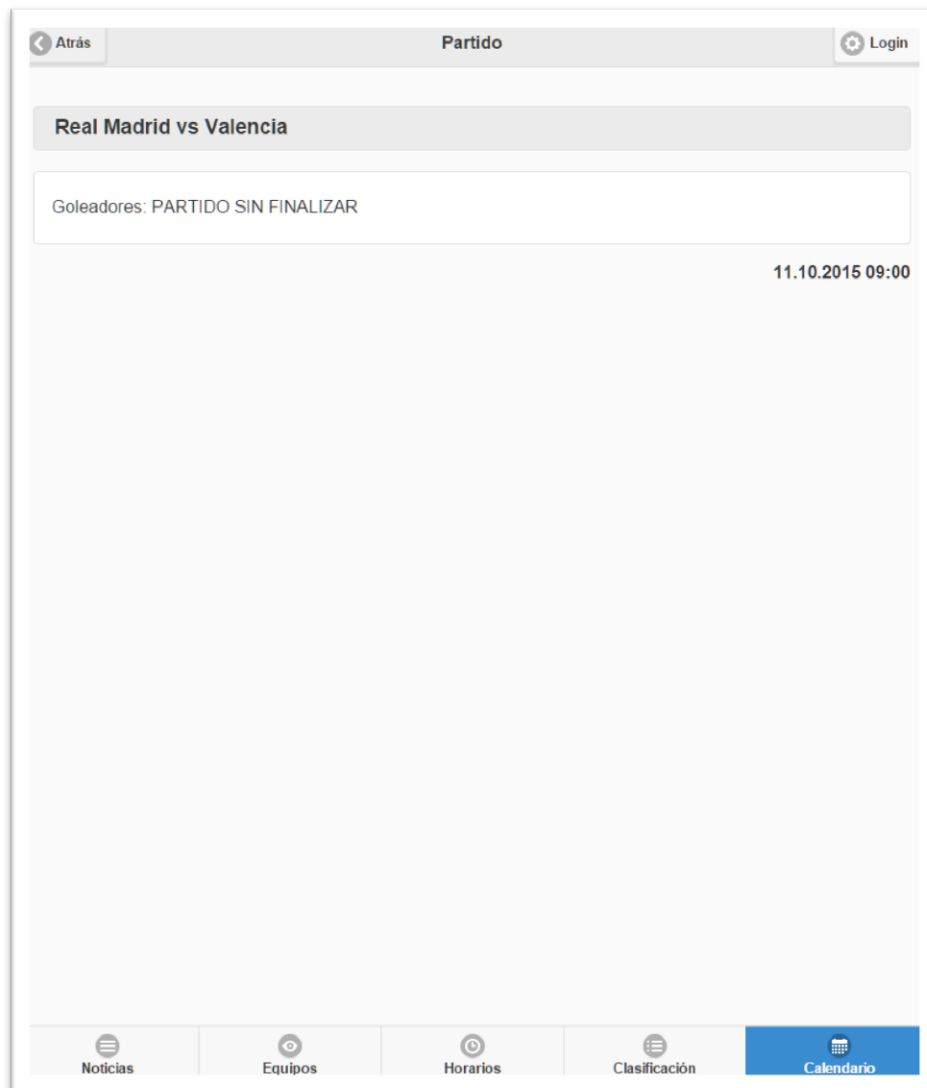 Atrás Partido Login
Real Madrid vs Valencia
Goleadores: PARTIDO SIN FINALIZAR
11.10.2015 09:00
Noticias Equipos Horarios Clasificación Calendario